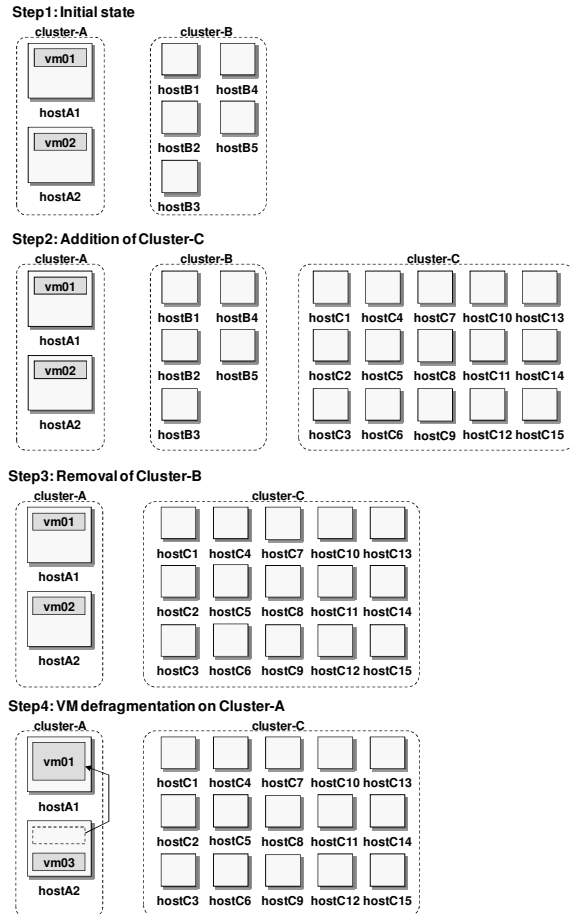 Step1: Initial state
cluster-A cluster-B
vm01
hostA1 hostB1 hostB4
vm02
hostA2 hostB2 hostB5
hostB3
Step2: Addition of Cluster-C
cluster-A cluster-B cluster-C
vm01
hostA1 hostB1 hostB4 hostC1 hostC4 hostC7 hostC10 hostC13
vm02
hostA2 hostB2 hostB5 hostC2 hostC5 hostC8 hostC11 hostC14
hostB3 hostC3 hostC6 hostC9 hostC12 hostC15
Step3: Removal of Cluster-B
cluster-A cluster-C
vm01
hostA1 hostC1 hostC4 hostC7 hostC10 hostC13
vm02
hostA2 hostC2 hostC5 hostC8 hostC11 hostC14
hostC3 hostC6 hostC9 hostC12 hostC15
Step4: VM defragmentation on Cluster-A
cluster-A cluster-C
vm01
hostA1 hostC1 hostC4 hostC7 hostC10 hostC13
hostC2 hostC5 hostC8 hostC11 hostC14
vm03
hostA2 hostC3 hostC6 hostC9 hostC12 hostC15